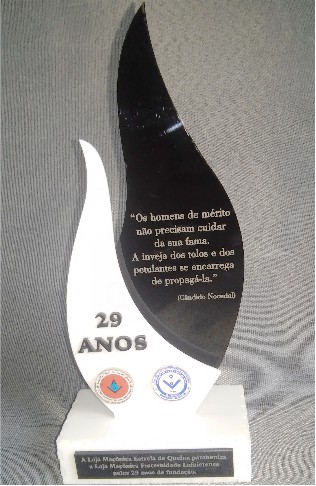 “Os homens de mérito
não precisam cuidar
da sua fama.
A inveja dos tolos e dos
petulantes se encarrega
de propagá-la.”
(Cândido Nocedal)
29
ANOS
A Loja Maçônica Estrela de Queluz parabeniza
a Loja Maçônica Fraternidade Lafaietense
pelos 29 anos de fundação.